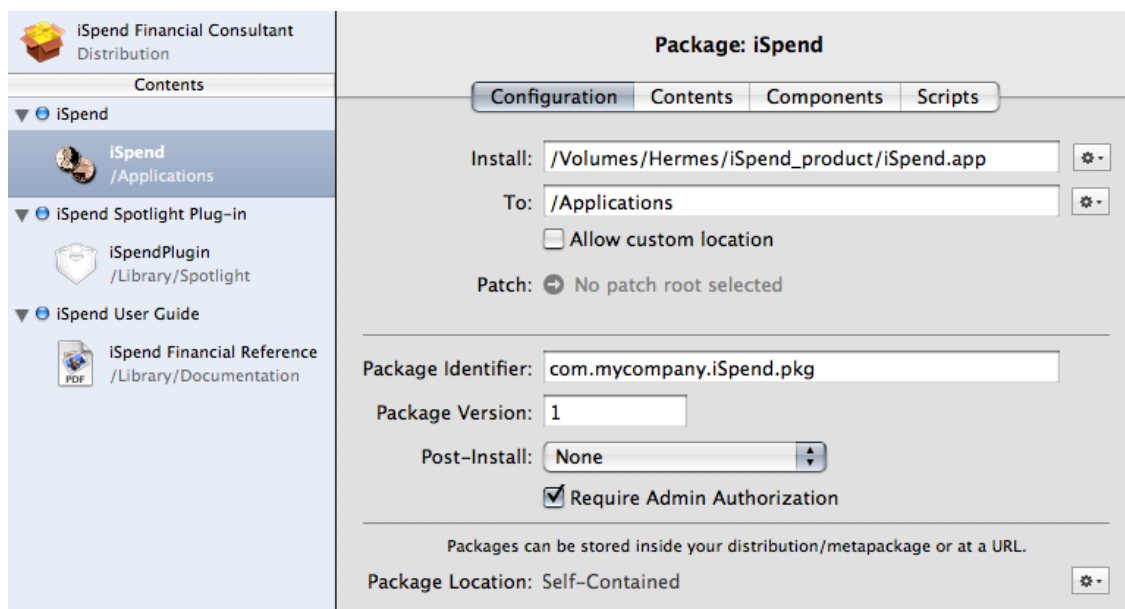 iSpend Financial Consultant
Distribution
Contents
iSpend
iSpend
/Applications
iSpend Spotlight Plug-in
iSpendPlugin
/Library/Spotlight
iSpend User Guide
iSpend Financial Reference
/Library/Documentation
PDF
Package: iSpend
Configuration Contents Components Scripts
Install: /Volumes/Hermes/iSpend_product/iSpend.app
To: /Applications
Allow custom location
Patch: No patch root selected
Package Identifier: com.mycompany.iSpend.pkg
Package Version: 1
Post-Install: None
Require Admin Authorization
Packages can be stored inside your distribution/metapackage or at a URL.
Package Location: Self-Contained